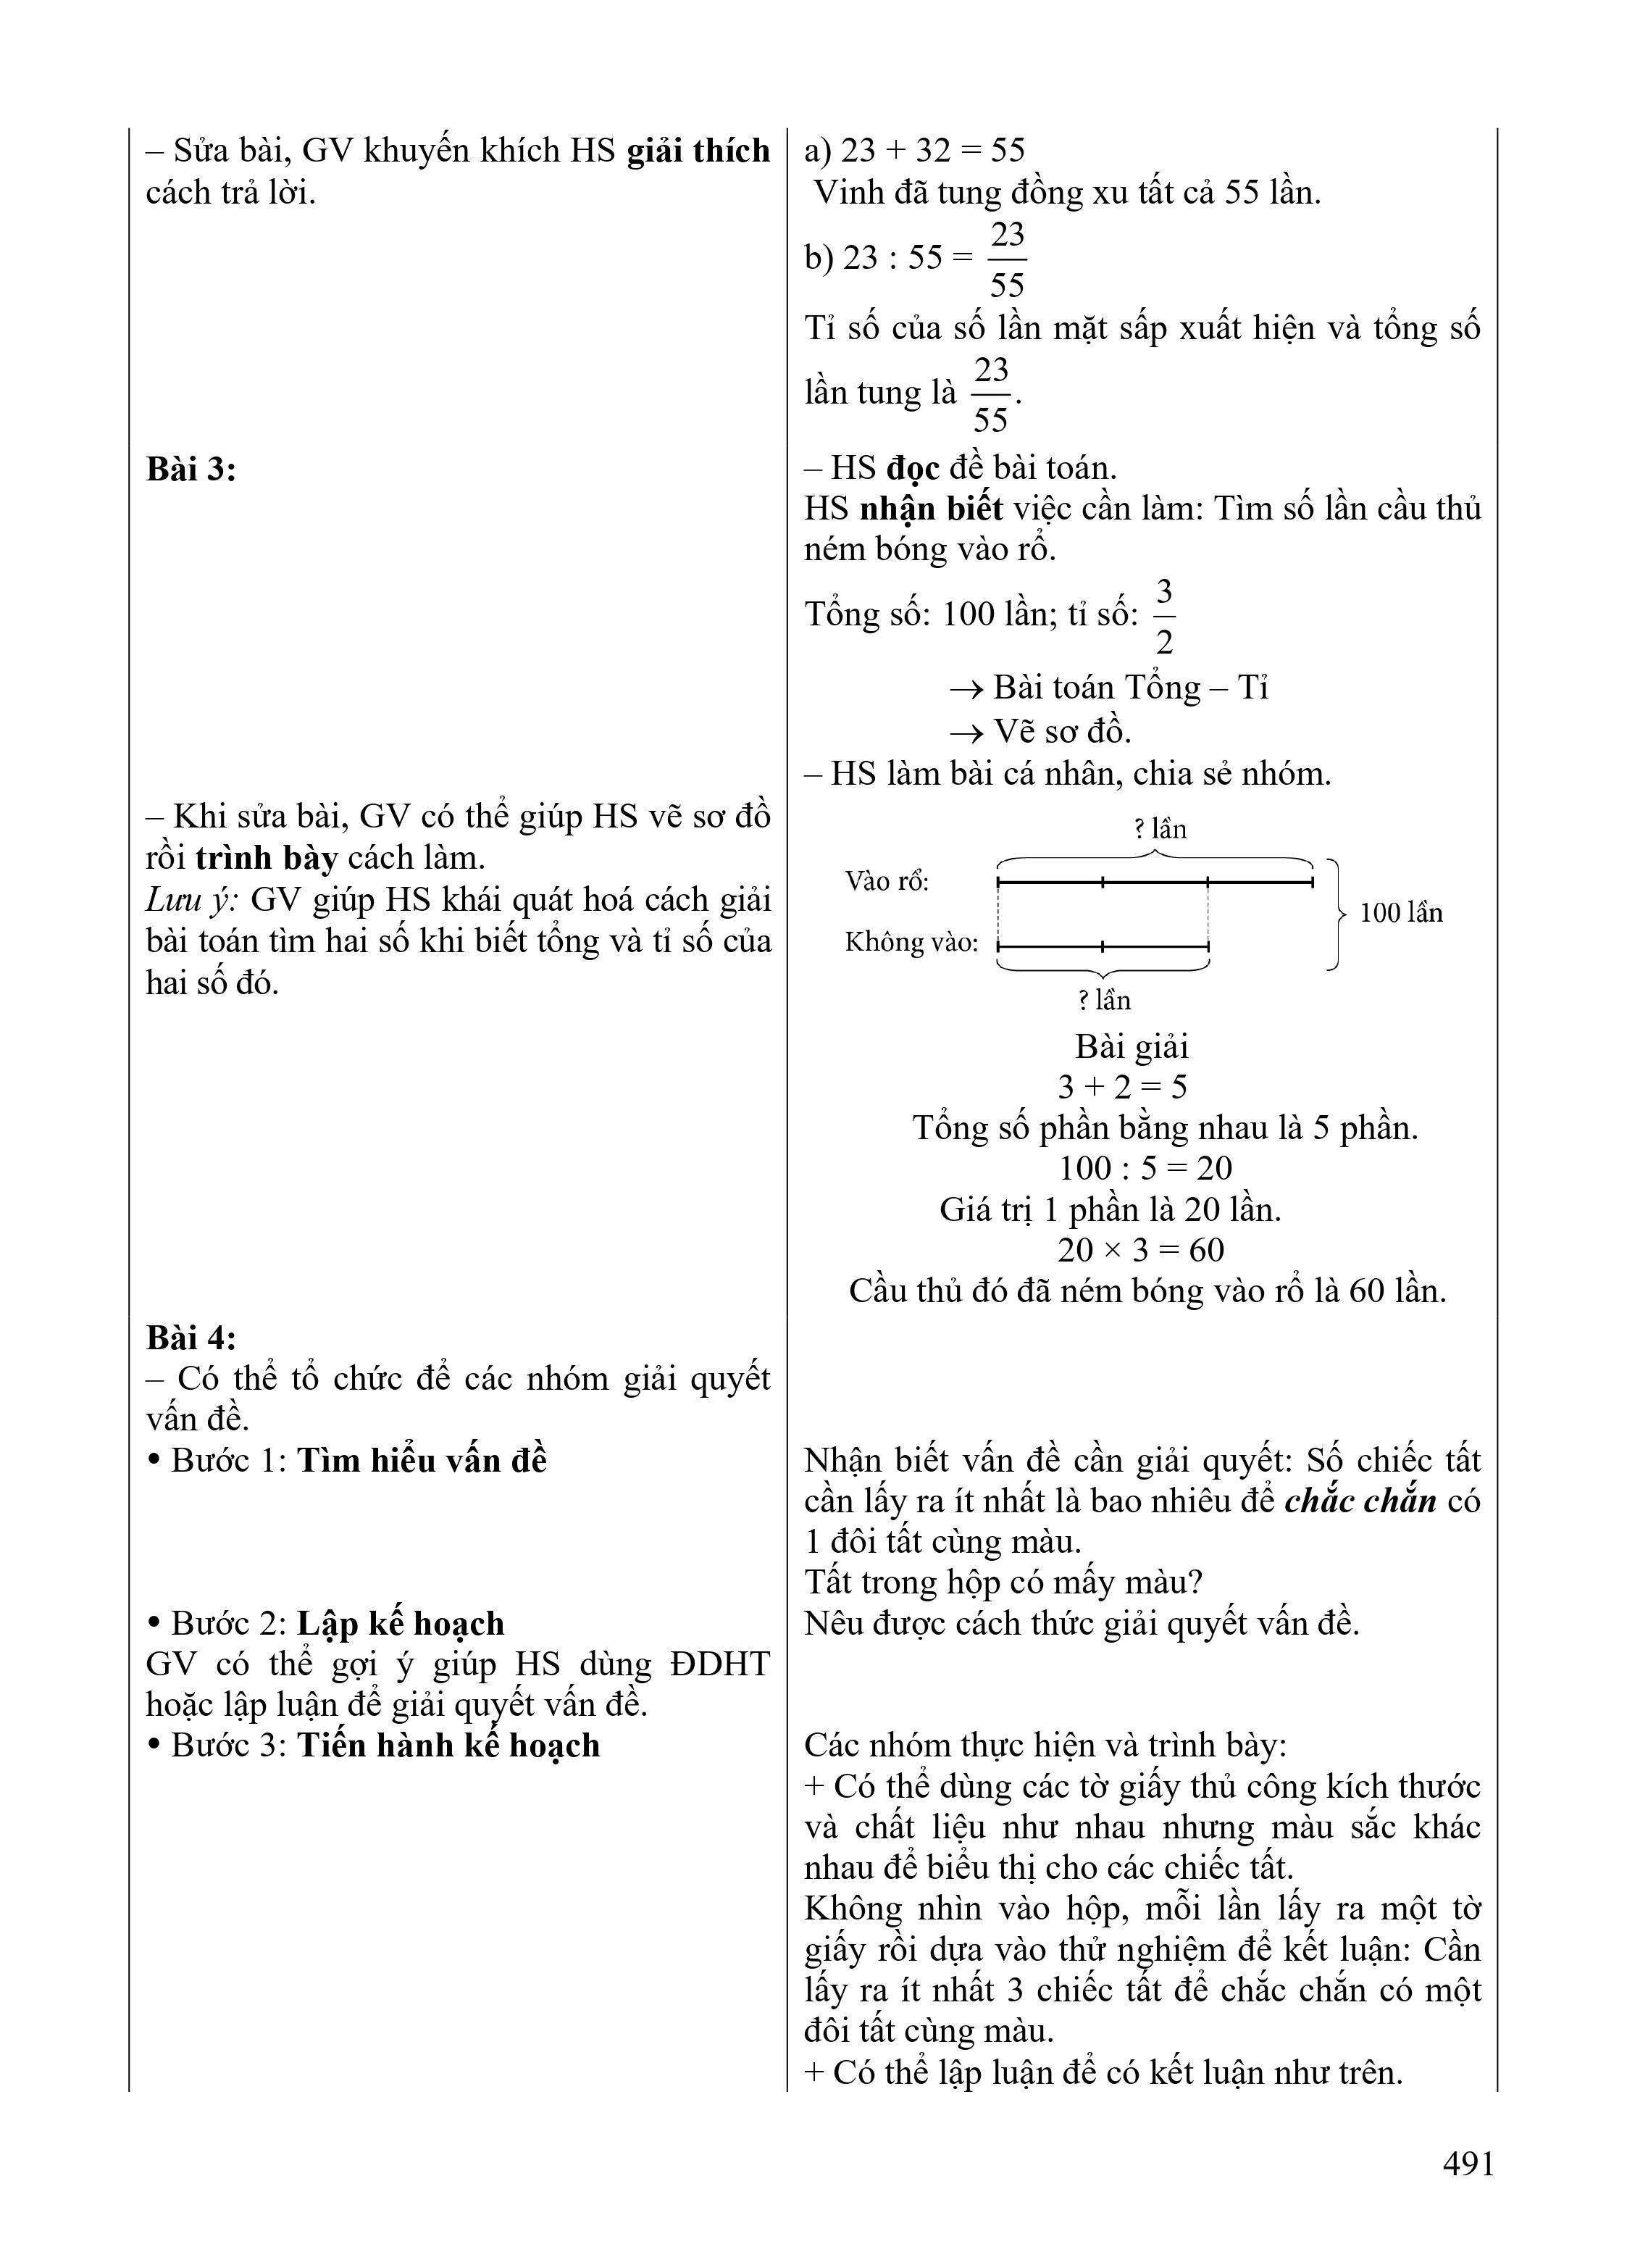 – Sửa bài, GV khuyến khích HS giải thích
cách trả lời.
a) 23 + 32 = 55
Vinh đã tung đồng xu tất cả 55 lần.
b) 23 : 55 = 23/55
Tỉ số của số lần mặt sấp xuất hiện và tổng số
lần tung là 23/55.
Bài 3:
– HS đọc đề bài toán.
HS nhận biết việc cần làm: Tìm số lần cầu thủ
ném bóng vào rổ.
Tổng số: 100 lần; tỉ số: 3/2
→ Bài toán Tổng – Tỉ
→ Vẽ sơ đồ.
– HS làm bài cá nhân, chia sẻ nhóm.
– Khi sửa bài, GV có thể giúp HS vẽ sơ đồ
rồi trình bày cách làm.
Lưu ý: GV giúp HS khái quát hoá cách giải
bài toán tìm hai số khi biết tổng và tỉ số của
hai số đó.
? lần
Vào rổ:
100 lần
Không vào:
? lần
Bài giải
3 + 2 = 5
Tổng số phần bằng nhau là 5 phần.
100 : 5 = 20
Giá trị 1 phần là 20 lần.
20 × 3 = 60
Cầu thủ đó đã ném bóng vào rổ là 60 lần.
Bài 4:
– Có thể tổ chức để các nhóm giải quyết
vấn đề.
• Bước 1: Tìm hiểu vấn đề
Nhận biết vấn đề cần giải quyết: Số chiếc tất
cần lấy ra ít nhất là bao nhiêu để chắc chắn có
1 đôi tất cùng màu.
Tất trong hộp có mấy màu?
• Bước 2: Lập kế hoạch
GV có thể gợi ý giúp HS dùng ĐDHT
hoặc lập luận để giải quyết vấn đề.
Nêu được cách thức giải quyết vấn đề.
• Bước 3: Tiến hành kế hoạch
Các nhóm thực hiện và trình bày:
+ Có thể dùng các tờ giấy thủ công kích thước
và chất liệu như nhau nhưng màu sắc khác
nhau để biểu thị cho các chiếc tất.
Không nhìn vào hộp, mỗi lần lấy ra một tờ
giấy rồi dựa vào thử nghiệm để kết luận: Cần
lấy ra ít nhất 3 chiếc tất để chắc chắn có một
đôi tất cùng màu.
+ Có thể lập luận để có kết luận như trên.
491